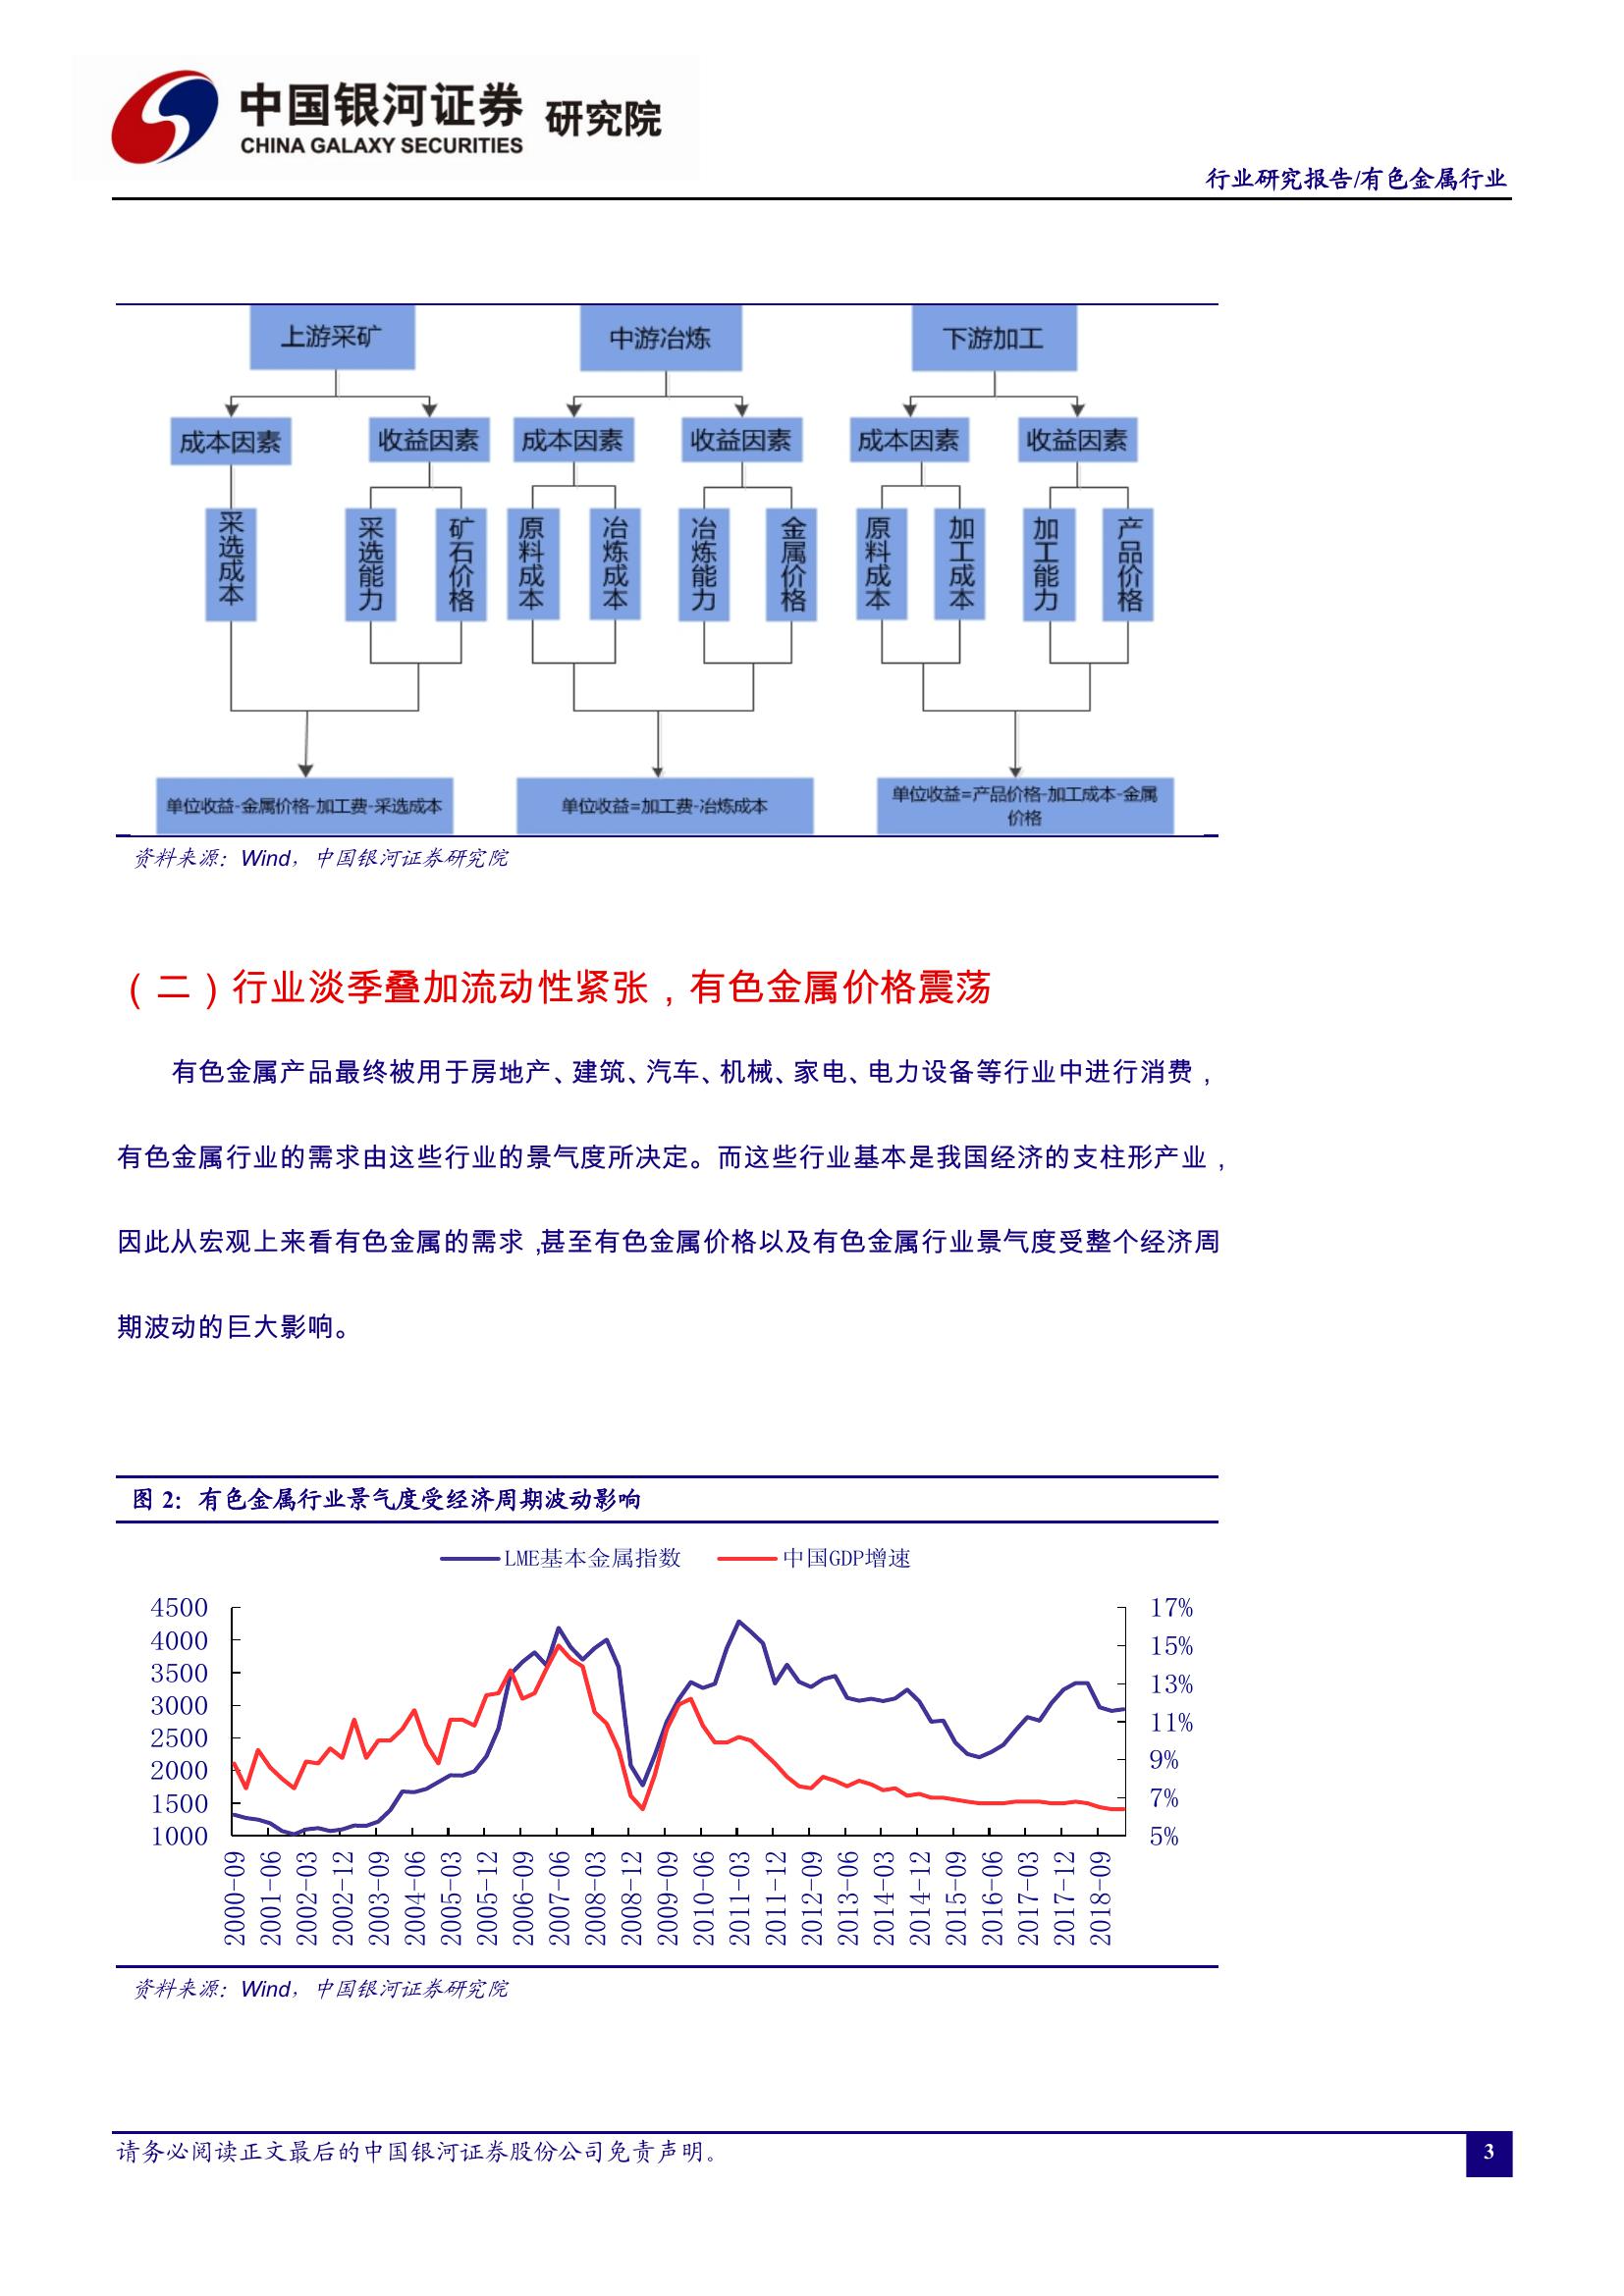 中国银河证券 研究院
CHINA GALAXY SECURITIES
行业研究报告/有色金属行业
上游采矿 中游冶炼 下游加工
成本因素 收益因素 成本因素 收益因素 成本因素 收益因素
采选成本 采选能力 矿石价格 原料成本 冶炼成本 冶炼能力 金属价格 原料成本 加工成本 加工能力 产品价格
单位收益-金属价格-加工费-采选成本
单位收益=加工费-冶炼成本
单位收益=产品价格-加工成本-金属
价格
资料来源：Wind，中国银河证券研究院
（二）行业淡季叠加流动性紧张，有色金属价格震荡
有色金属产品最终被用于房地产、建筑、汽车、机械、家电、电力设备等行业中进行消费，
有色金属行业的需求由这些行业的景气度所决定。而这些行业基本是我国经济的支柱形产业，
因此从宏观上来看有色金属的需求，甚至有色金属价格以及有色金属行业景气度受整个经济周
期波动的巨大影响。
图 2：有色金属行业景气度受经济周期波动影响
LME基本金属指数 中国GDP增速
4500 17%
4000 15%
3500 13%
3000 11%
2500 9%
2000 7%
1500 5%
1000
2000-09 2001-06 2002-03 2002-12 2003-09 2004-06 2005-03 2005-12 2006-09 2007-06 2008-03 2008-12 2009-09 2010-06 2011-03 2011-12 2012-09 2013-06 2014-03 2014-12 2015-09 2016-06 2017-03 2017-12 2018-09
资料来源：Wind，中国银河证券研究院
请务必阅读正文最后的中国银河证券股份公司免责声明。
3